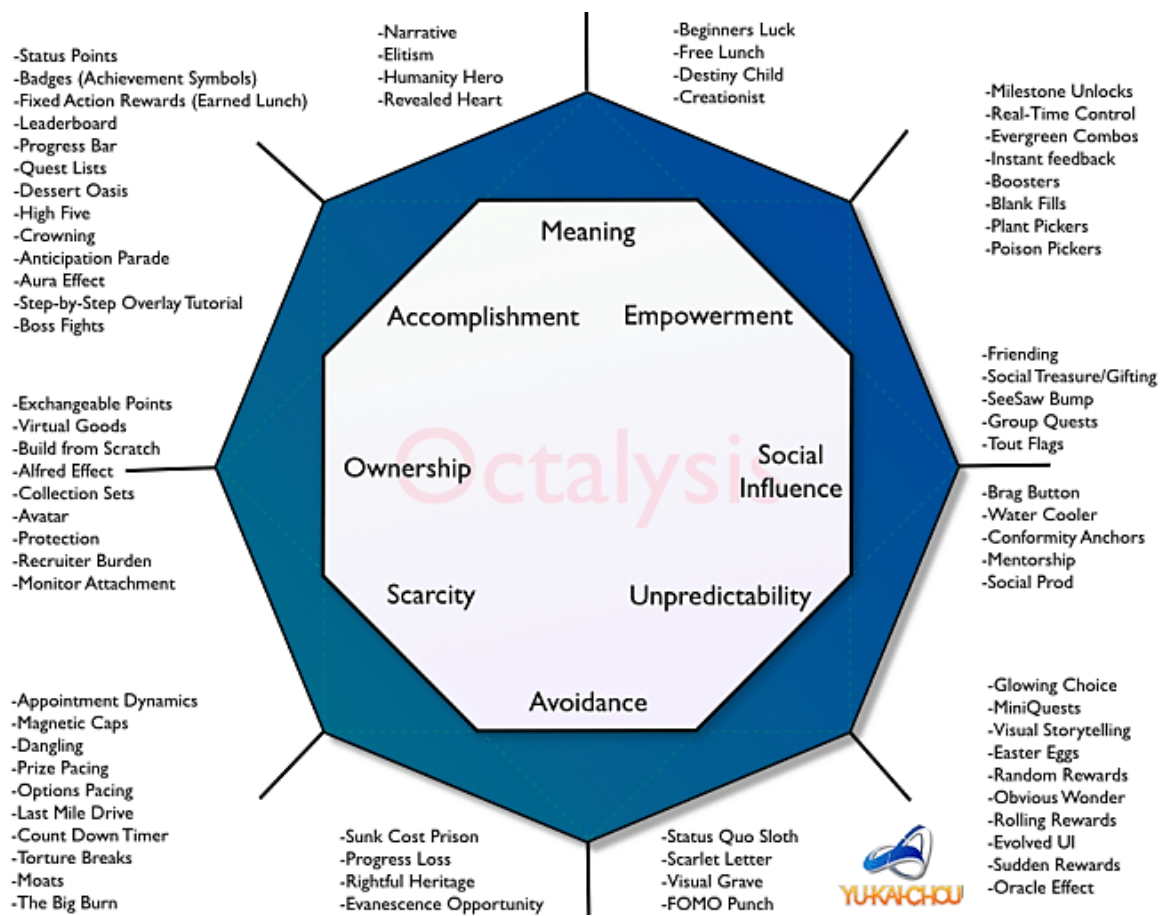 -Narrative
-Elitism
-Humanity Hero
-Revealed Heart
-Beginners Luck
-Free Lunch
-Destiny Child
-Creationist
-Status Points
-Badges (Achievement Symbols)
-Fixed Action Rewards (Earned Lunch)
-Leaderboard
-Progress Bar
-Quest Lists
-Dessert Oasis
-High Five
-Crowning
-Anticipation Parade
-Aura Effect
-Step-by-Step Overlay Tutorial
-Boss Fights
-Milestone Unlocks
-Real-Time Control
-Evergreen Combos
-Instant feedback
-Boosters
-Blank Fills
-Plant Pickers
-Poison Pickers
Meaning
Accomplishment
Empowerment
Ownership
Octalysis
Social
Influence
Scarcity
Unpredictability
Avoidance
-Exchangeable Points
-Virtual Goods
-Build from Scratch
-Alfred Effect
-Collection Sets
-Avatar
-Protection
-Recruiter Burden
-Monitor Attachment
-Friending
-Social Treasure/Gifting
-SeeSaw Bump
-Group Quests
-Tout Flags
-Brag Button
-Water Cooler
-Conformity Anchors
-Mentorship
-Social Prod
-Appointment Dynamics
-Magnetic Caps
-Dangling
-Prize Pacing
-Options Pacing
-Last Mile Drive
-Count Down Timer
-Torture Breaks
-Moats
-The Big Burn
-Sunk Cost Prison
-Progress Loss
-Rightful Heritage
-Evanescence Opportunity
-Status Quo Sloth
-Scarlet Letter
-Visual Grave
-FOMO Punch
-Glowing Choice
-MiniQuests
-Visual Storytelling
-Easter Eggs
-Random Rewards
-Obvious Wonder
-Rolling Rewards
-Evolved UI
-Sudden Rewards
-Oracle Effect
YU-KAI-CHOU